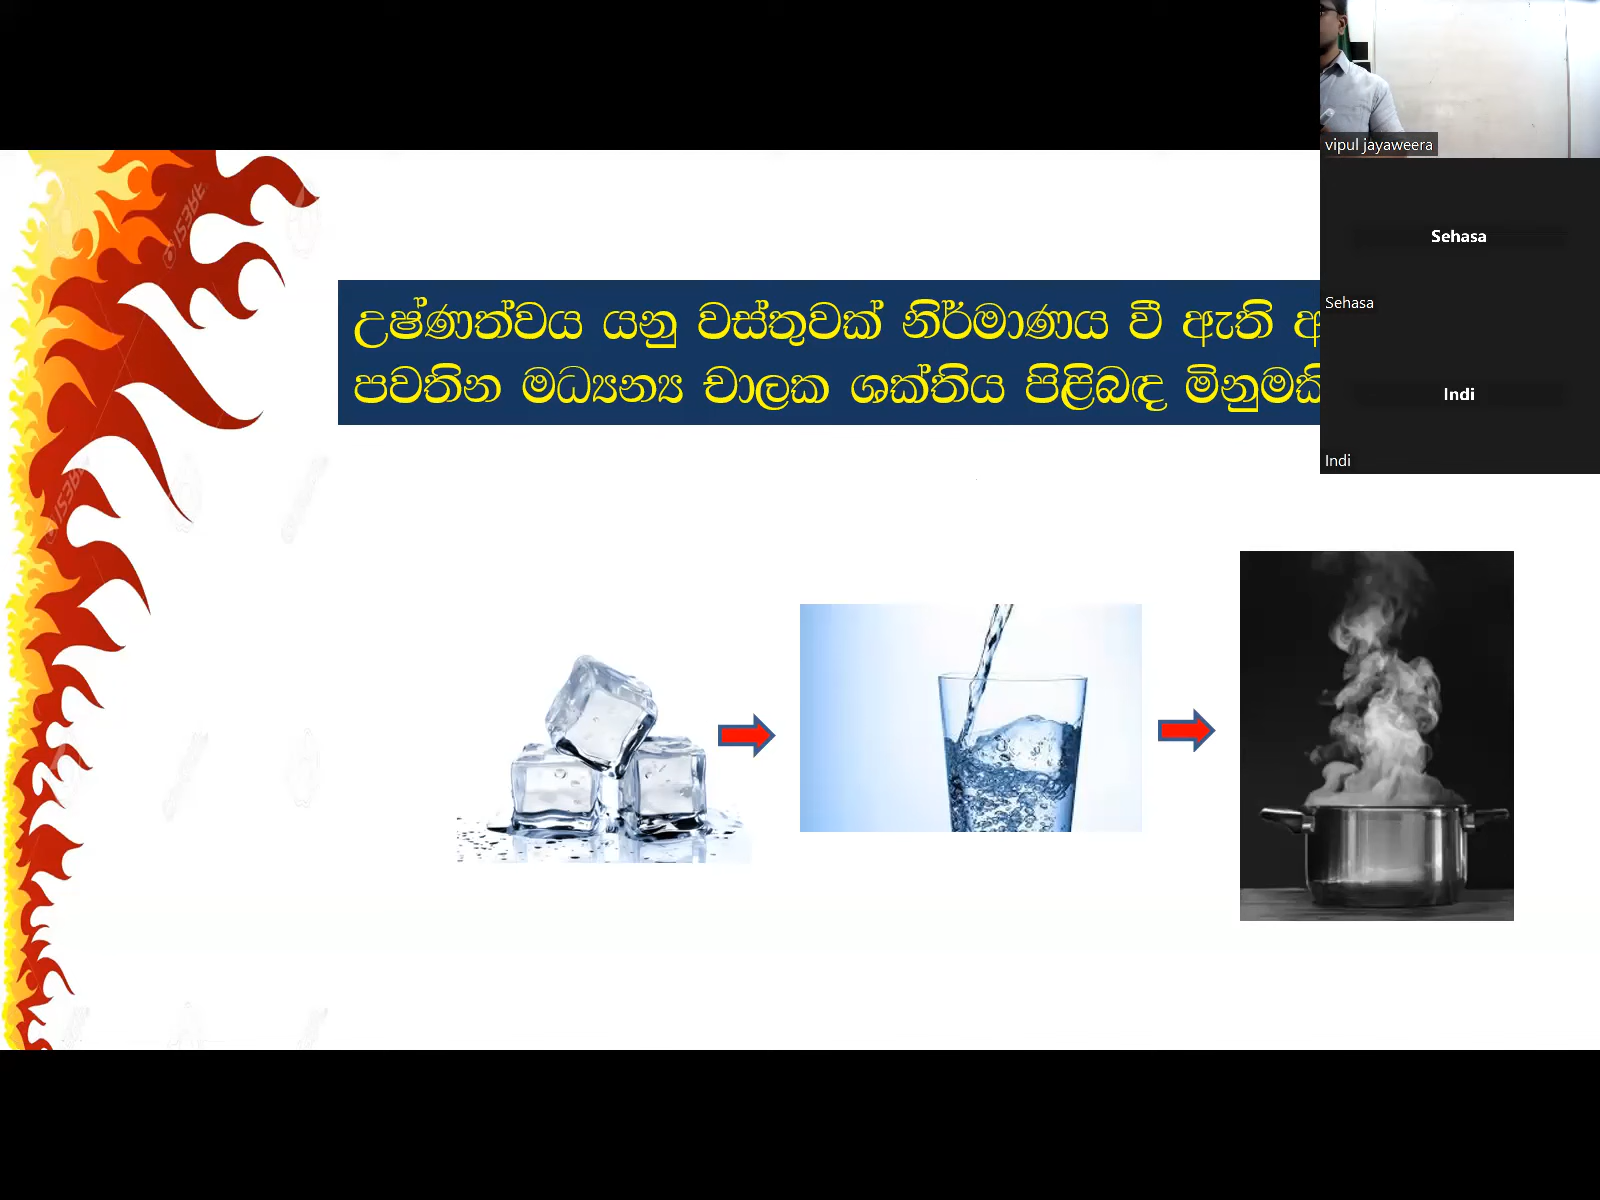 උෂ්ණත්වය යනු වස්තුවක් නිර්මාණය වී ඇති
පවතින මධ්‍යන්‍ය චාලක ශක්තිය පිළිබඳ මිනුමකි
vipul jayaweera
Sehasa
Sehasa
Indi
Indi